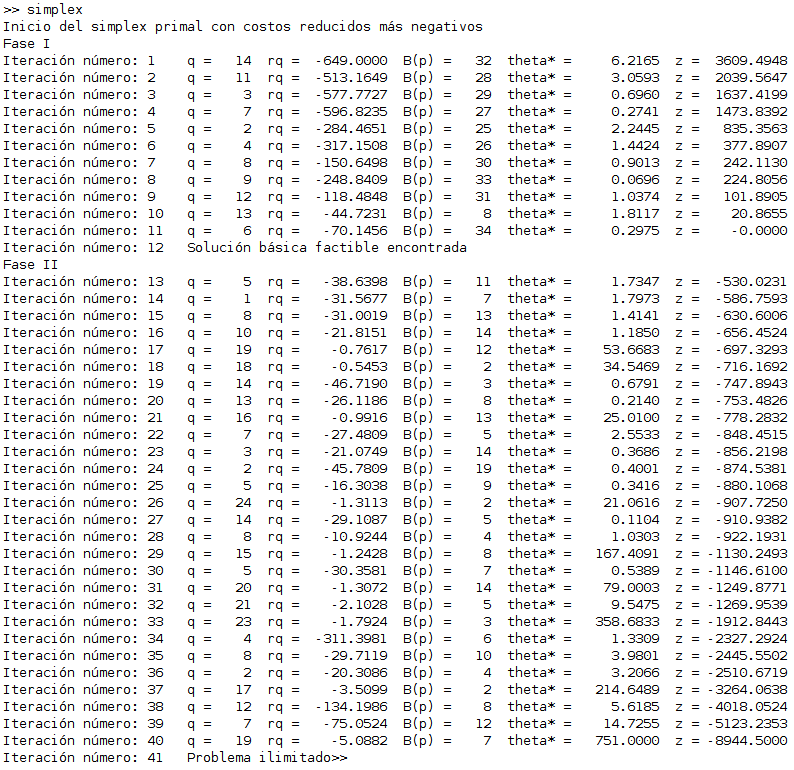 >> simplex
Inicio del simplex primal con costos reducidos más negativos
Fase I
Iteración número: 1 q = 14 rq = -649.0000 B(p) = 32 theta* = 6.2165 z = 3609.4948
Iteración número: 2 q = 11 rq = -513.1649 B(p) = 28 theta* = 3.0593 z = 2039.5647
Iteración número: 3 q = 3 rq = -577.7727 B(p) = 29 theta* = 0.6960 z = 1637.4199
Iteración número: 4 q = 7 rq = -596.8235 B(p) = 27 theta* = 0.2741 z = 1473.8392
Iteración número: 5 q = 2 rq = -284.4651 B(p) = 25 theta* = 2.2445 z = 835.3563
Iteración número: 6 q = 4 rq = -317.1508 B(p) = 26 theta* = 1.4424 z = 377.8907
Iteración número: 7 q = 8 rq = -150.6498 B(p) = 30 theta* = 0.9013 z = 242.1130
Iteración número: 8 q = 9 rq = -248.8409 B(p) = 33 theta* = 0.0696 z = 224.8056
Iteración número: 9 q = 12 rq = -118.4848 B(p) = 31 theta* = 1.0374 z = 101.8905
Iteración número: 10 q = 13 rq = -44.7231 B(p) = 8 theta* = 1.8117 z = 20.8655
Iteración número: 11 q = 6 rq = -70.1456 B(p) = 34 theta* = 0.2975 z = -0.0000
Iteración número: 12 Solución básica factible encontrada
Fase II
Iteración número: 13 q = 5 rq = -38.6398 B(p) = 11 theta* = 1.7347 z = -530.0231
Iteración número: 14 q = 1 rq = -31.5677 B(p) = 7 theta* = 1.7973 z = -586.7593
Iteración número: 15 q = 8 rq = -31.0019 B(p) = 13 theta* = 1.4141 z = -630.6006
Iteración número: 16 q = 10 rq = -21.8151 B(p) = 14 theta* = 1.1850 z = -656.4524
Iteración número: 17 q = 19 rq = -0.7617 B(p) = 12 theta* = 53.6683 z = -697.3293
Iteración número: 18 q = 18 rq = -0.5453 B(p) = 2 theta* = 34.5469 z = -716.1692
Iteración número: 19 q = 14 rq = -46.7190 B(p) = 3 theta* = 0.6791 z = -747.8943
Iteración número: 20 q = 13 rq = -26.1186 B(p) = 8 theta* = 0.2140 z = -753.4826
Iteración número: 21 q = 16 rq = -0.9916 B(p) = 13 theta* = 25.0100 z = -778.2832
Iteración número: 22 q = 7 rq = -27.4809 B(p) = 5 theta* = 2.5533 z = -848.4515
Iteración número: 23 q = 3 rq = -21.0749 B(p) = 14 theta* = 0.3686 z = -856.2198
Iteración número: 24 q = 2 rq = -45.7809 B(p) = 19 theta* = 0.4001 z = -874.5381
Iteración número: 25 q = 5 rq = -16.3038 B(p) = 9 theta* = 0.3416 z = -880.1068
Iteración número: 26 q = 24 rq = -1.3113 B(p) = 2 theta* = 21.0616 z = -907.7250
Iteración número: 27 q = 14 rq = -29.1087 B(p) = 5 theta* = 0.1104 z = -910.9382
Iteración número: 28 q = 8 rq = -10.9244 B(p) = 4 theta* = 1.0303 z = -922.1931
Iteración número: 29 q = 15 rq = -1.2428 B(p) = 8 theta* = 167.4091 z = -1130.2493
Iteración número: 30 q = 5 rq = -30.3581 B(p) = 7 theta* = 0.5389 z = -1146.6100
Iteración número: 31 q = 20 rq = -1.3072 B(p) = 14 theta* = 79.0003 z = -1249.8771
Iteración número: 32 q = 21 rq = -2.1028 B(p) = 5 theta* = 9.5475 z = -1269.9539
Iteración número: 33 q = 23 rq = -1.7924 B(p) = 3 theta* = 358.6833 z = -1912.8443
Iteración número: 34 q = 4 rq = -311.3981 B(p) = 6 theta* = 1.3309 z = -2327.2924
Iteración número: 35 q = 8 rq = -29.7119 B(p) = 10 theta* = 3.9801 z = -2445.5502
Iteración número: 36 q = 2 rq = -20.3086 B(p) = 4 theta* = 3.2066 z = -2510.6719
Iteración número: 37 q = 17 rq = -3.5099 B(p) = 2 theta* = 214.6489 z = -3264.0638
Iteración número: 38 q = 12 rq = -134.1986 B(p) = 8 theta* = 5.6185 z = -4018.0524
Iteración número: 39 q = 7 rq = -75.0524 B(p) = 12 theta* = 14.7255 z = -5123.2353
Iteración número: 40 q = 19 rq = -5.0882 B(p) = 7 theta* = 751.0000 z = -8944.5000
Iteración número: 41 Problema ilimitado>>